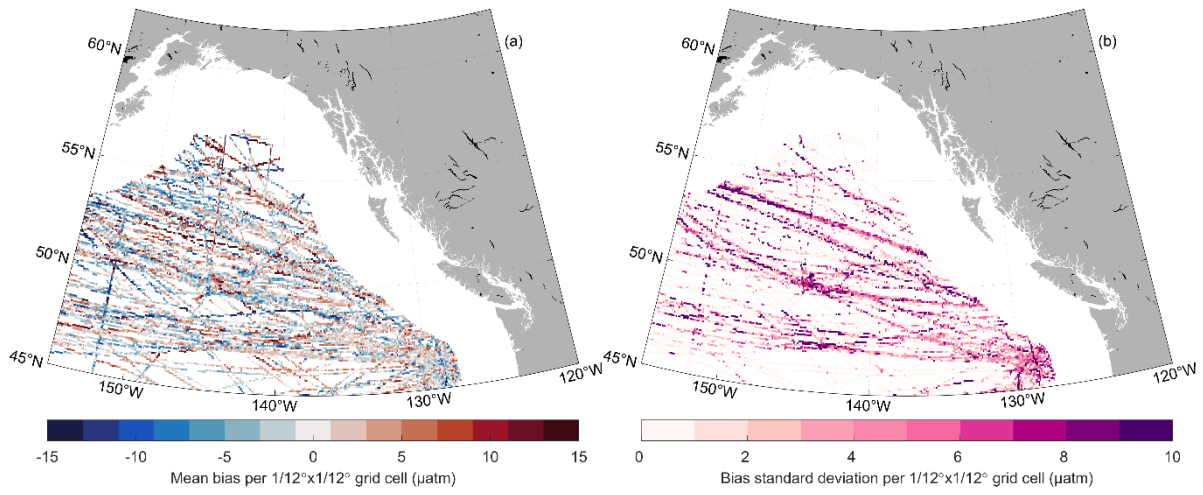 (a)
60°N
55°N
50°N
45°N
150°W
140°W
130°W
120°W
-15
-10
-5
0
5
10
15
Mean bias per 1/12°x1/12° grid cell (µatm)
(b)
60°N
55°N
50°N
45°N
150°W
140°W
130°W
120°W
0
2
4
6
8
10
Bias standard deviation per 1/12°x1/12° grid cell (µatm)